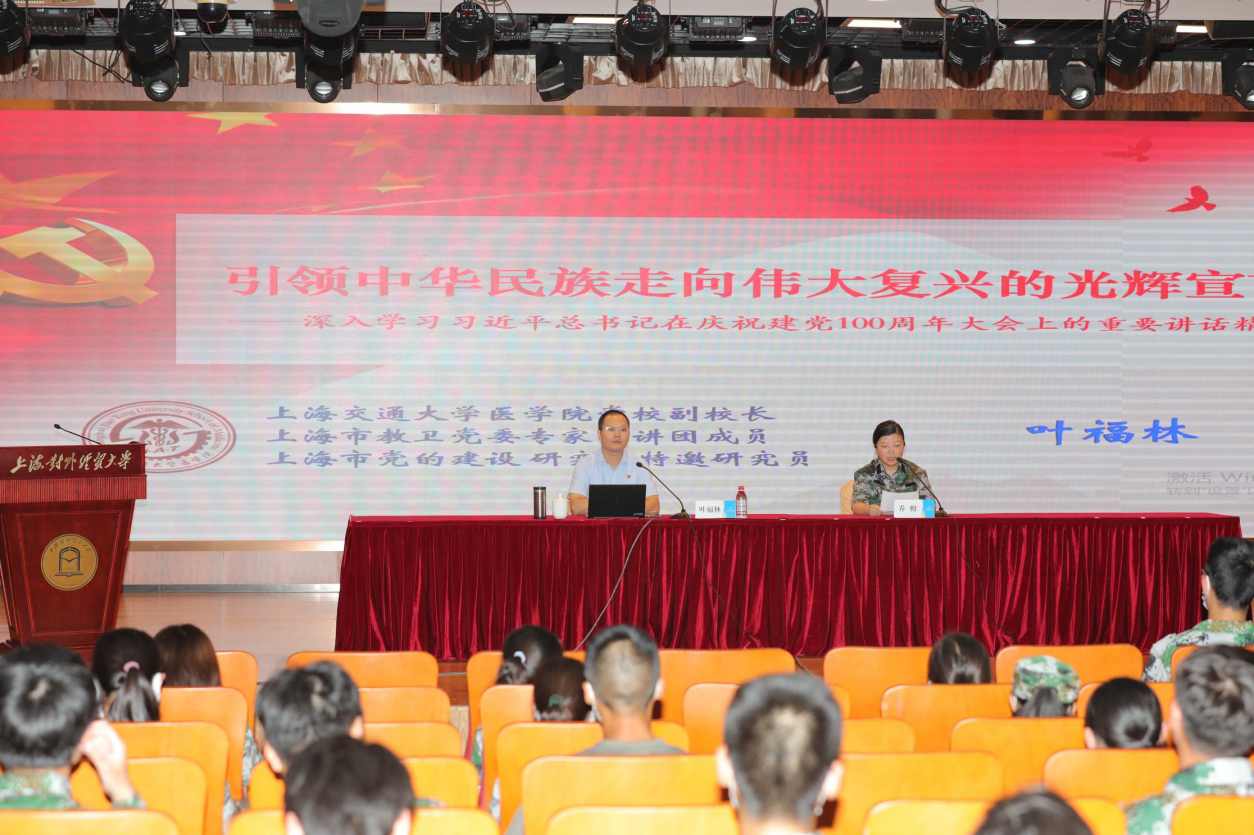 引领中华民族走向伟大复兴的光辉宣
——深入学习习近平总书记在庆祝建党100周年大会上的重要讲话精
上海交通大学医学院党校副校长
上海市教卫党委专家 讲团成员
上海市党的建设研究 特邀研究员
叶福林
激活 Wi
上海对外经贸大学
叶福林